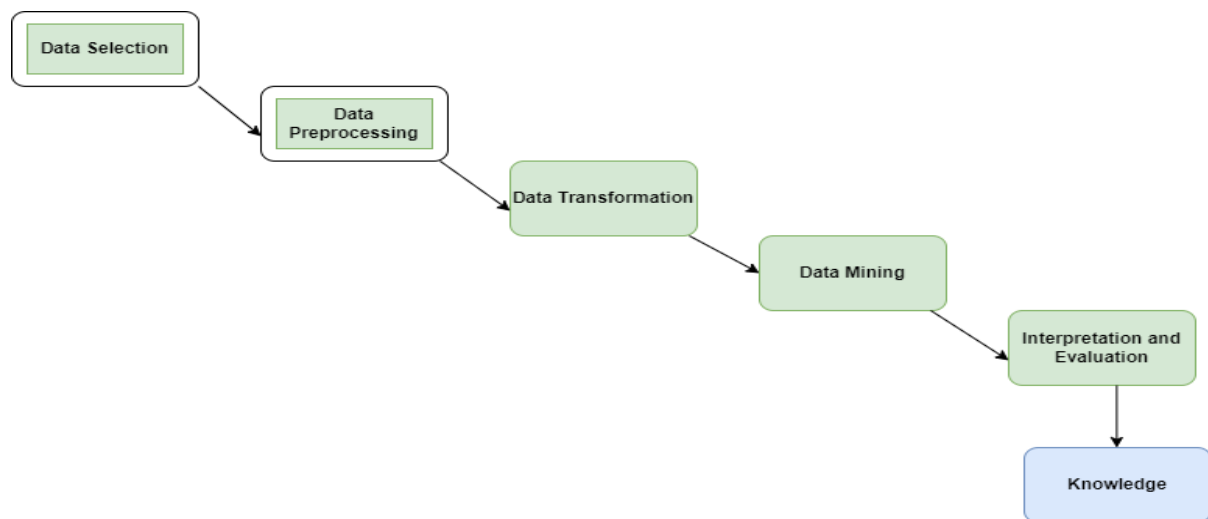 Data Selection
Data
Preprocessing
Data Transformation
Data Mining
Interpretation and
Evaluation
Knowledge